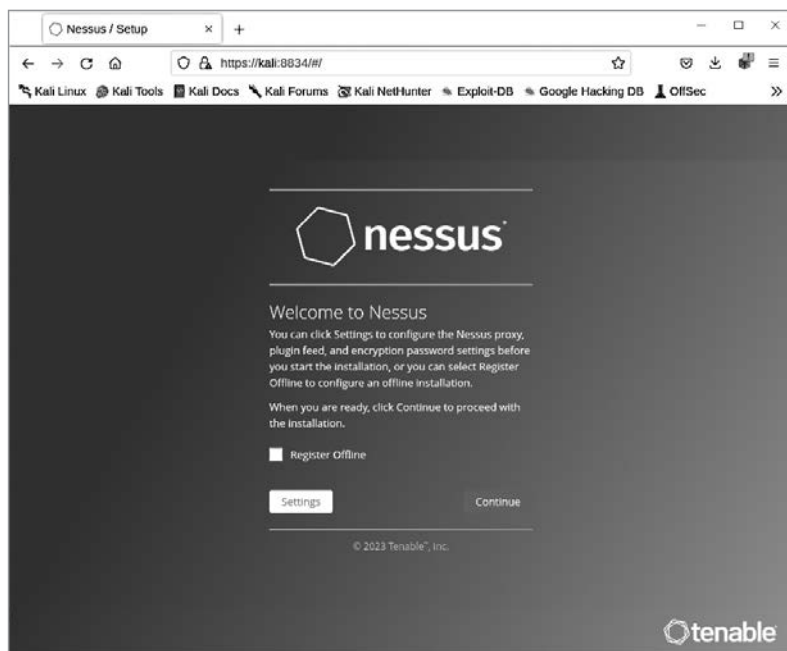 Nessus / Setup
https://kali:8834/#/
Kali Linux Kali Tools Kali Docs Kali Forums Kali NetHunter Exploit-DB Google Hacking DB OffSec
nessus
Welcome to Nessus
You can click Settings to configure the Nessus proxy,
plugin feed, and encryption password settings before
you start the installation, or you can select Register
Offline to configure an offline installation.
When you are ready, click Continue to proceed with
the installation.
Register Offline
Settings Continue
© 2023 Tenable™, Inc.
tenable